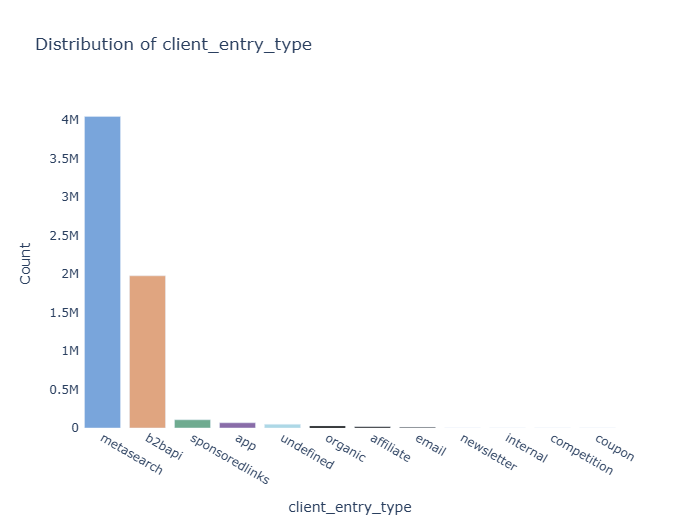 Distribution of client_entry_type
Count
4M
3.5M
3M
2.5M
2M
1.5M
1M
0.5M
0
metasearch
b2bapi
sponsoredlinks
app
undefined
organic
affiliate
email
newsletter
internal
competition
coupon
client_entry_type